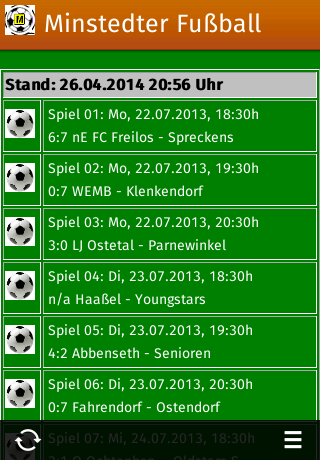 M
Minstedter Fußball
Stand: 26.04.2014 20:56 Uhr
Spiel 01: Mo, 22.07.2013, 18:30h
6:7 nE FC Freilos - Spreckens
Spiel 02: Mo, 22.07.2013, 19:30h
0:7 WEMB - Klenkendorf
Spiel 03: Mo, 22.07.2013, 20:30h
3:0 LJ Ostetal - Parnewinkel
Spiel 04: Di, 23.07.2013, 18:30h
n/a Haaßel - Youngstars
Spiel 05: Di, 23.07.2013, 19:30h
4:2 Abbenseth - Senioren
Spiel 06: Di, 23.07.2013, 20:30h
0:7 Fahrendorf - Ostendorf
Spiel 07: Mi, 24.07.2013, 18:30h